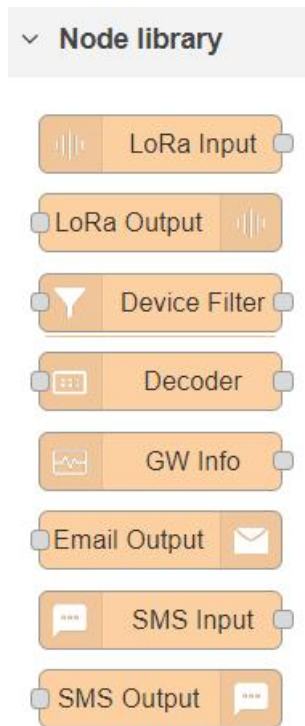 Node library
LoRa Input
LoRa Output
Device Filter
Decoder
GW Info
Email Output
SMS Input
SMS Output